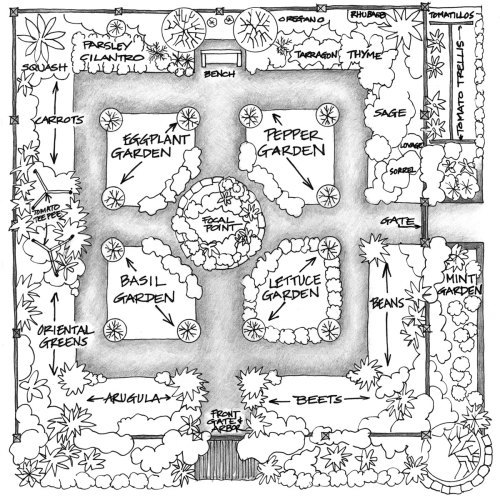 OREGANO
RHUBARB
TOMATILLOS
PARSLEY
CILANTRO
SQUASH
BENCH
TARRAGON
THYME
TOMATO TRELLIS
SAGE
LOVAGE
SORREL
CARROTS
EGGPLANT
GARDEN
PEPPER
GARDEN
TOMATO
TEEPEE
FOCAL
POINT
GATE
BASIL
GARDEN
LETTUCE
GARDEN
BEANS
MINT
GARDEN
ORIENTAL
GREENS
ARUGULA
BEETS
FRONT
GATE &
ARBOR